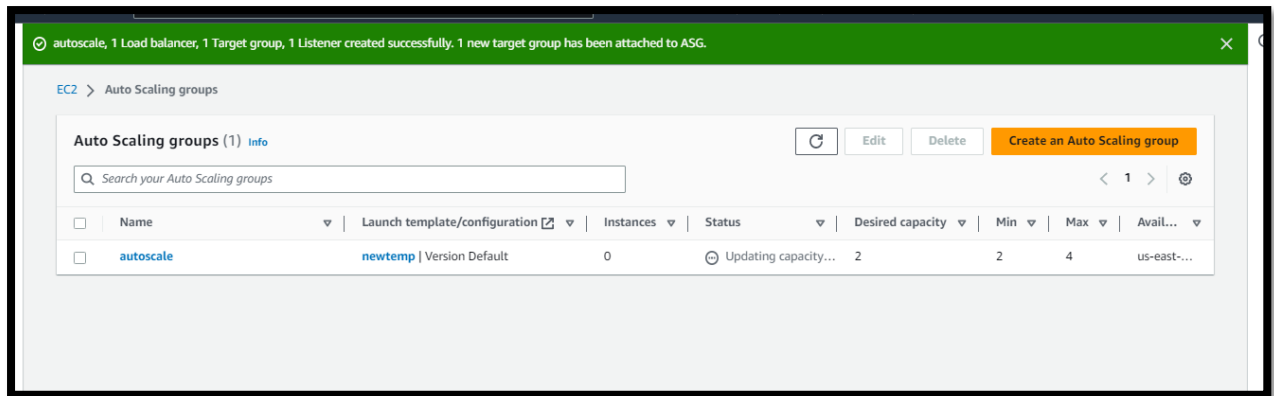 autoscale, 1 Load balancer, 1 Target group, 1 Listener created successfully. 1 new target group has been attached to ASG.
EC2 > Auto Scaling groups
Auto Scaling groups (1) Info Edit Delete Create an Auto Scaling group
Search your Auto Scaling groups 1
Name Launch template/configuration Instances Status Desired capacity Min Max Avail...
autoscale newtemp | Version Default 0 Updating capacity... 2 2 4 us-east-...